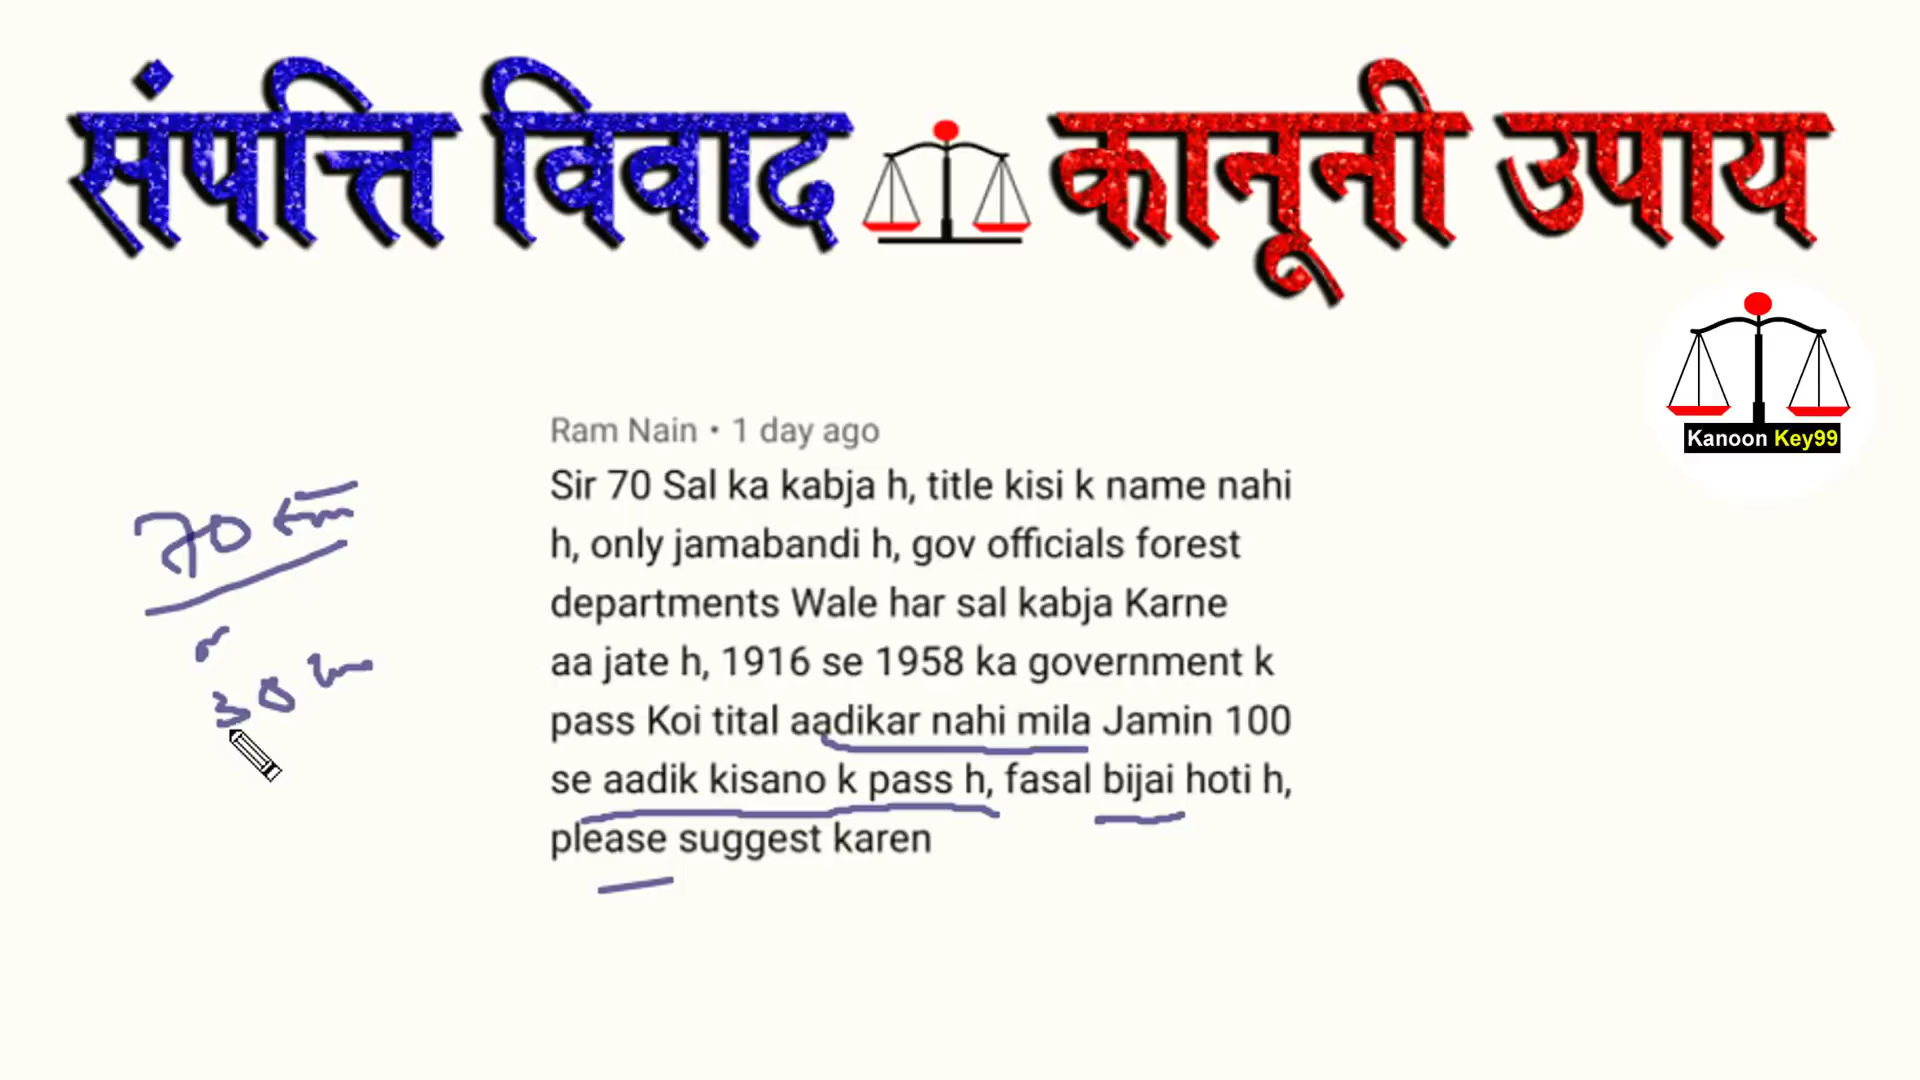 संपत्ति विवाद कानूनी उपाय
Kanoon Key99
Ram Nain • 1 day ago
Sir 70 Sal ka kabja h, title kisi k name nahi
h, only jamabandi h, gov officials forest
departments Wale har sal kabja Karne
aa jate h, 1916 se 1958 ka government k
pass Koi tital aadikar nahi mila Jamin 100
se aadik kisano k pass h, fasal bijai hoti h,
please suggest karen
70
30